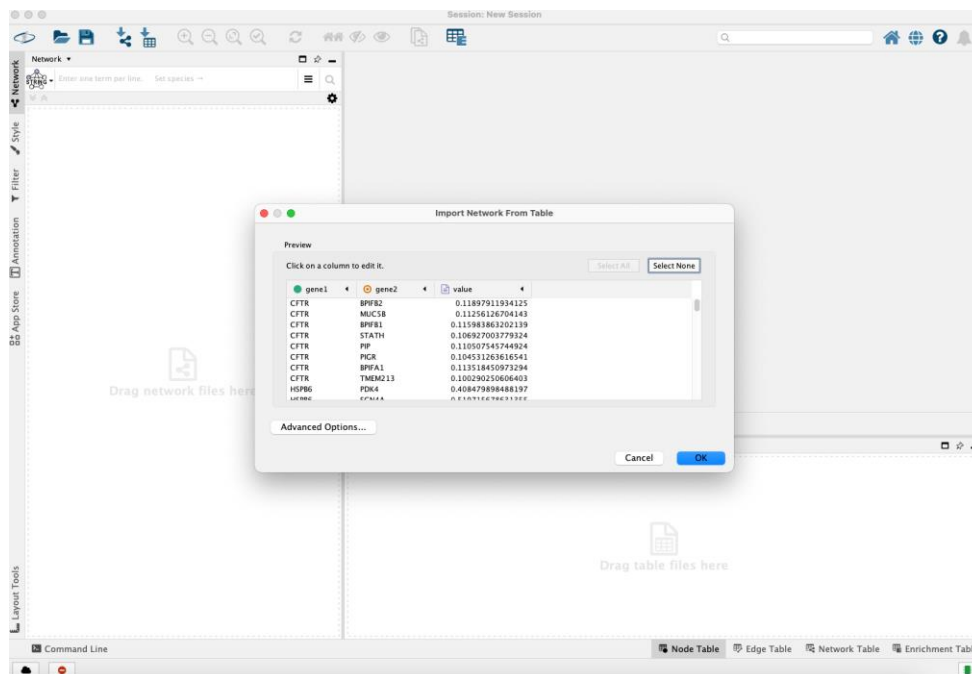 Session: New Session
Network
STRING
Enter one term per line. Set species →
Network
Style
Filter
Annotation
App Store
Layout Tools
Drag network files here
Import Network From Table
Preview
Click on a column to edit it.
Select All
Select None
gene1 gene2 value
CFTR BPIFB2 0.11897911934125
CFTR MUC5B 0.11256126704143
CFTR BPIFB1 0.115983863202139
CFTR STATH 0.106927003779324
CFTR PIP 0.110507545744924
CFTR PIGR 0.104531263616541
CFTR BPIFA1 0.113518450973294
CFTR TMEM213 0.100290250606403
HSPB6 PDK4 0.408479898488197
HSPB6
Advanced Options...
Cancel
OK
Drag table files here
Command Line
Node Table
Edge Table
Network Table
Enrichment Tab